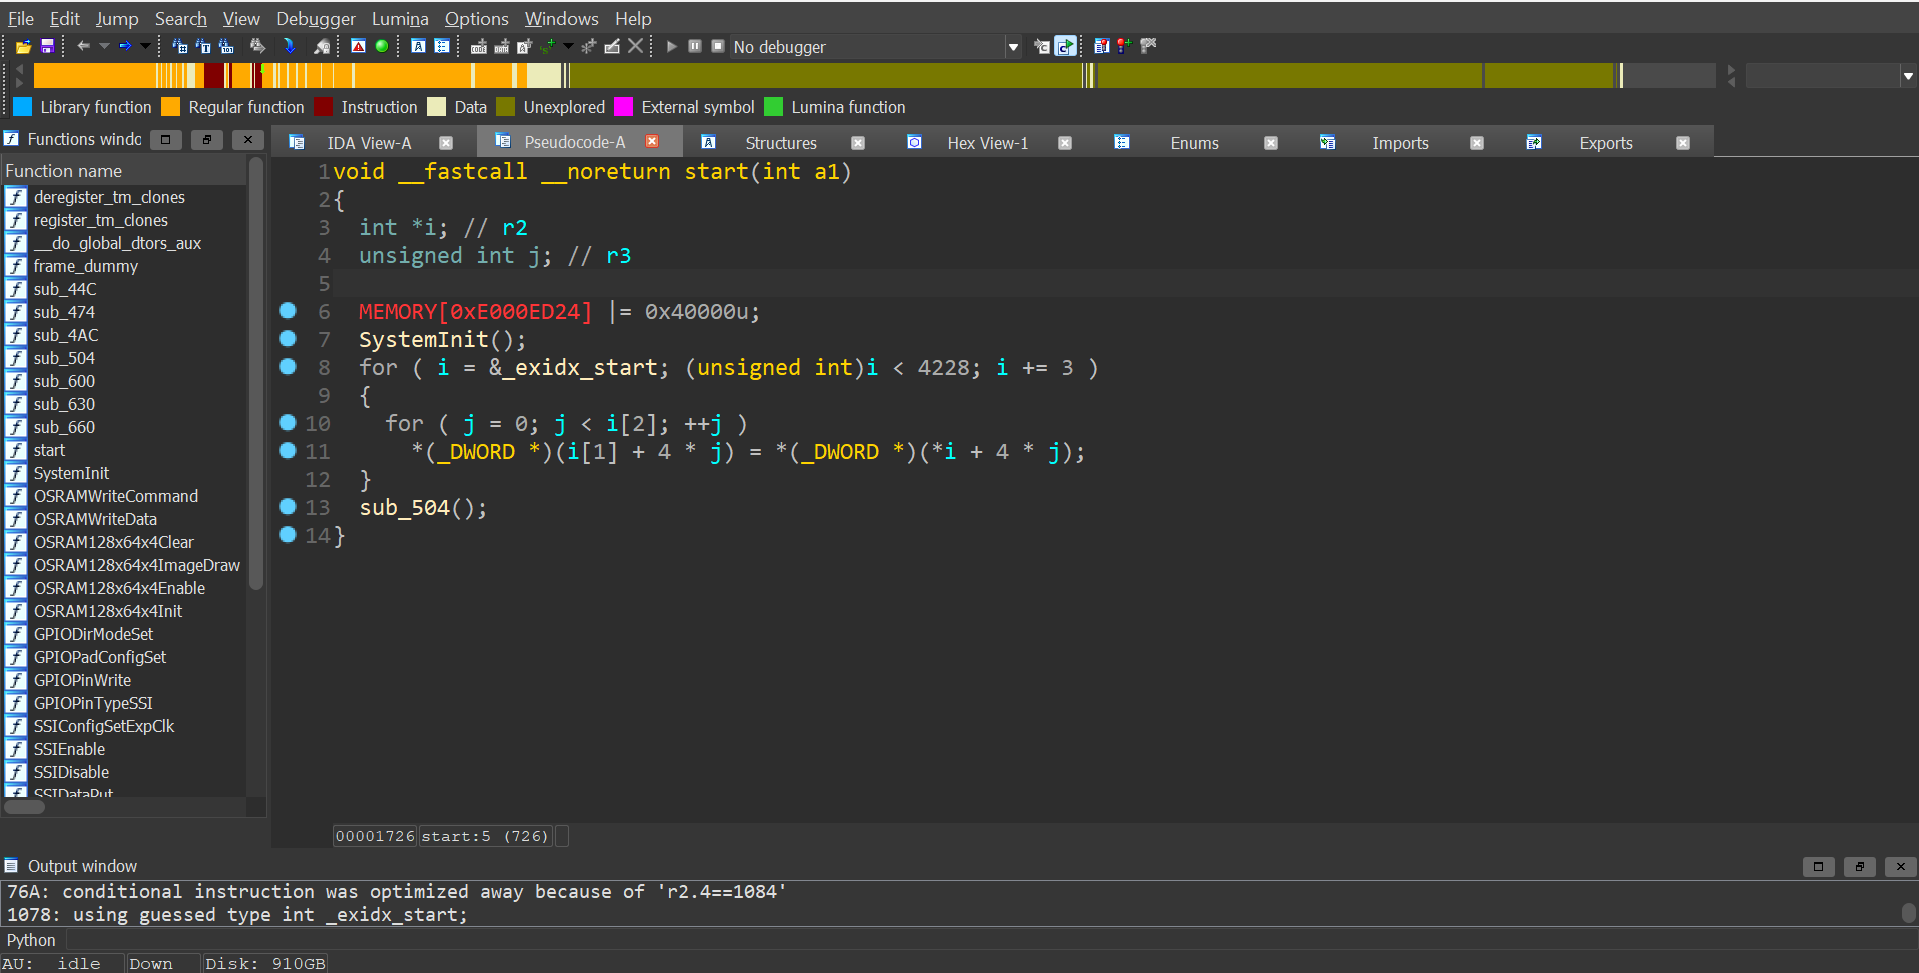 File Edit Jump Search View Debugger Lumina Options Windows Help
No debugger
Library function Regular function Instruction Data Unexplored External symbol Lumina function
Functions windo
IDA View-A Pseudocode-A Structures Hex View-1 Enums Imports Exports
Function name
deregister_tm_clones
register_tm_clones
__do_global_dtors_aux
frame_dummy
sub_44C
sub_474
sub_4AC
sub_504
sub_600
sub_630
sub_660
start
SystemInit
OSRAMWriteCommand
OSRAMWriteData
OSRAM128x64x4Clear
OSRAM128x64x4ImageDraw
OSRAM128x64x4Enable
OSRAM128x64x4Init
GPIODirModeSet
GPIOPadConfigSet
GPIOPinWrite
GPIOPinTypeSSI
SSIConfigSetExpClk
SSIEnable
SSIDisable
SSIDataPut
1 void __fastcall __noreturn start(int a1)
2 {
3 int *i; // r2
4 unsigned int j; // r3
5
6 MEMORY[0xE000ED24] |= 0x40000u;
7 SystemInit();
8 for ( i = &_exidx_start; (unsigned int)i < 4228; i += 3 )
9 {
10 for ( j = 0; j < i[2]; ++j )
11 *(_DWORD *)(i[1] + 4 * j) = *(_DWORD *)(*i + 4 * j);
12 }
13 sub_504();
14 }
00001726 start:5 (726)
Output window
76A: conditional instruction was optimized away because of 'r2.4==1084'
1078: using guessed type int _exidx_start;
Python
AU: idle Down Disk: 910GB